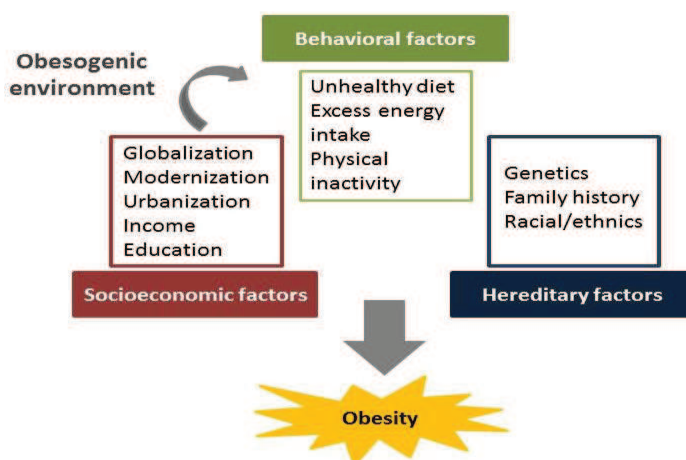 Behavioral factors
Obesogenic
environment
Unhealthy diet
Excess energy
intake
Physical
inactivity
Globalization
Modernization
Urbanization
Income
Education
Socioeconomic factors
Genetics
Family history
Racial/ethnics
Hereditary factors
Obesity